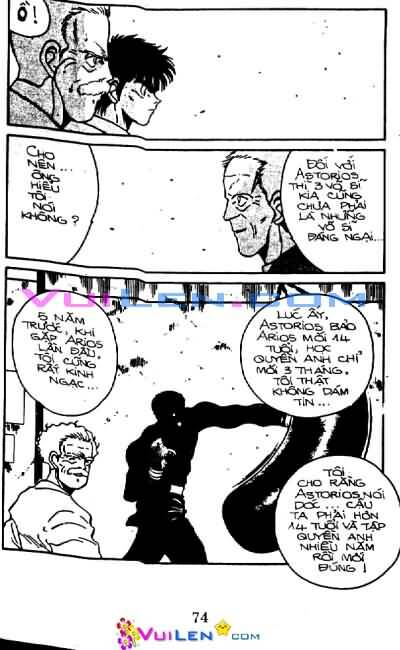 Ồ!
ĐỐI VỚI
ASTORIOS
THÌ 3 VÕ SĨ
KIA CŨNG
CHƯA PHẢI
LÀ NHỮNG
VÕ SĨ
ĐÁNG NGẠI...
CHO
NÊN...
ÔNG
HIỂU
TÔI
NÓI
KHÔNG?
VUILEN.COM
5 NĂM
TRƯỚC, KHI
GẶP ARIOS
LẦN ĐẦU,
TÔI CŨNG
RẤT KINH
NGẠC...
LÚC ẤY,
ASTORIOS BẢO
ARIOS MỚI 14
TUỔI, HỌC
QUYỀN ANH CHỈ
MỚI 3 THÁNG.
TÔI THẬT
KHÔNG DÁM
TIN...
TÔI
CHO RẰNG
ASTORIOS NÓI
DÓC... CẬU
TA PHẢI HƠN
14 TUỔI VÀ TẬP
QUYỀN ANH
NHIỀU NĂM
RỒI MỚI
ĐÚNG!
74
VUILEN.COM